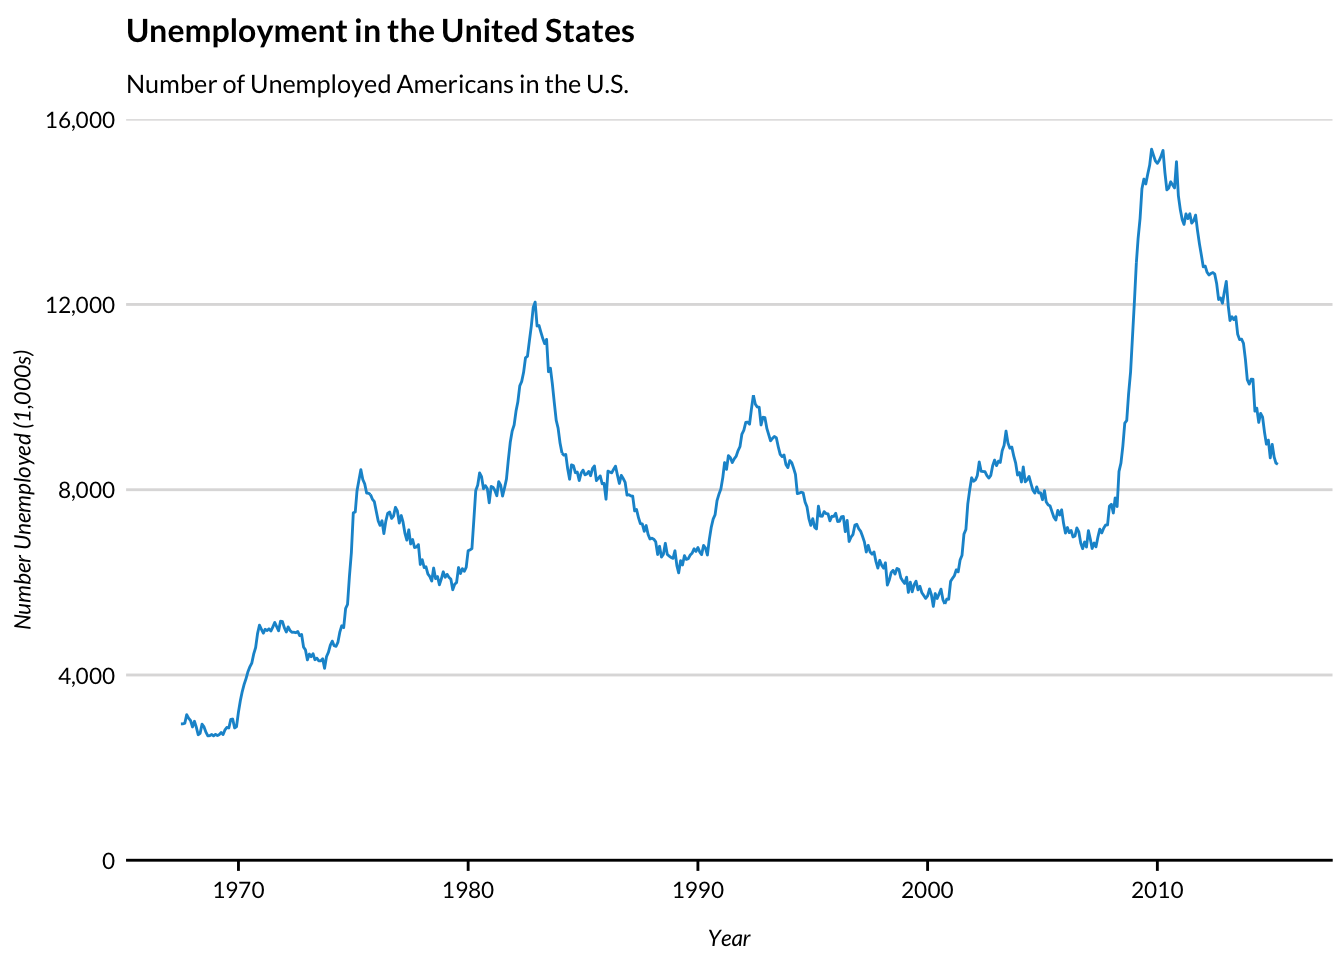 Unemployment in the United States
Number of Unemployed Americans in the U.S.
16,000
12,000
8,000
4,000
0
Number Unemployed (1,000s)
1970 1980 1990 2000 2010
Year